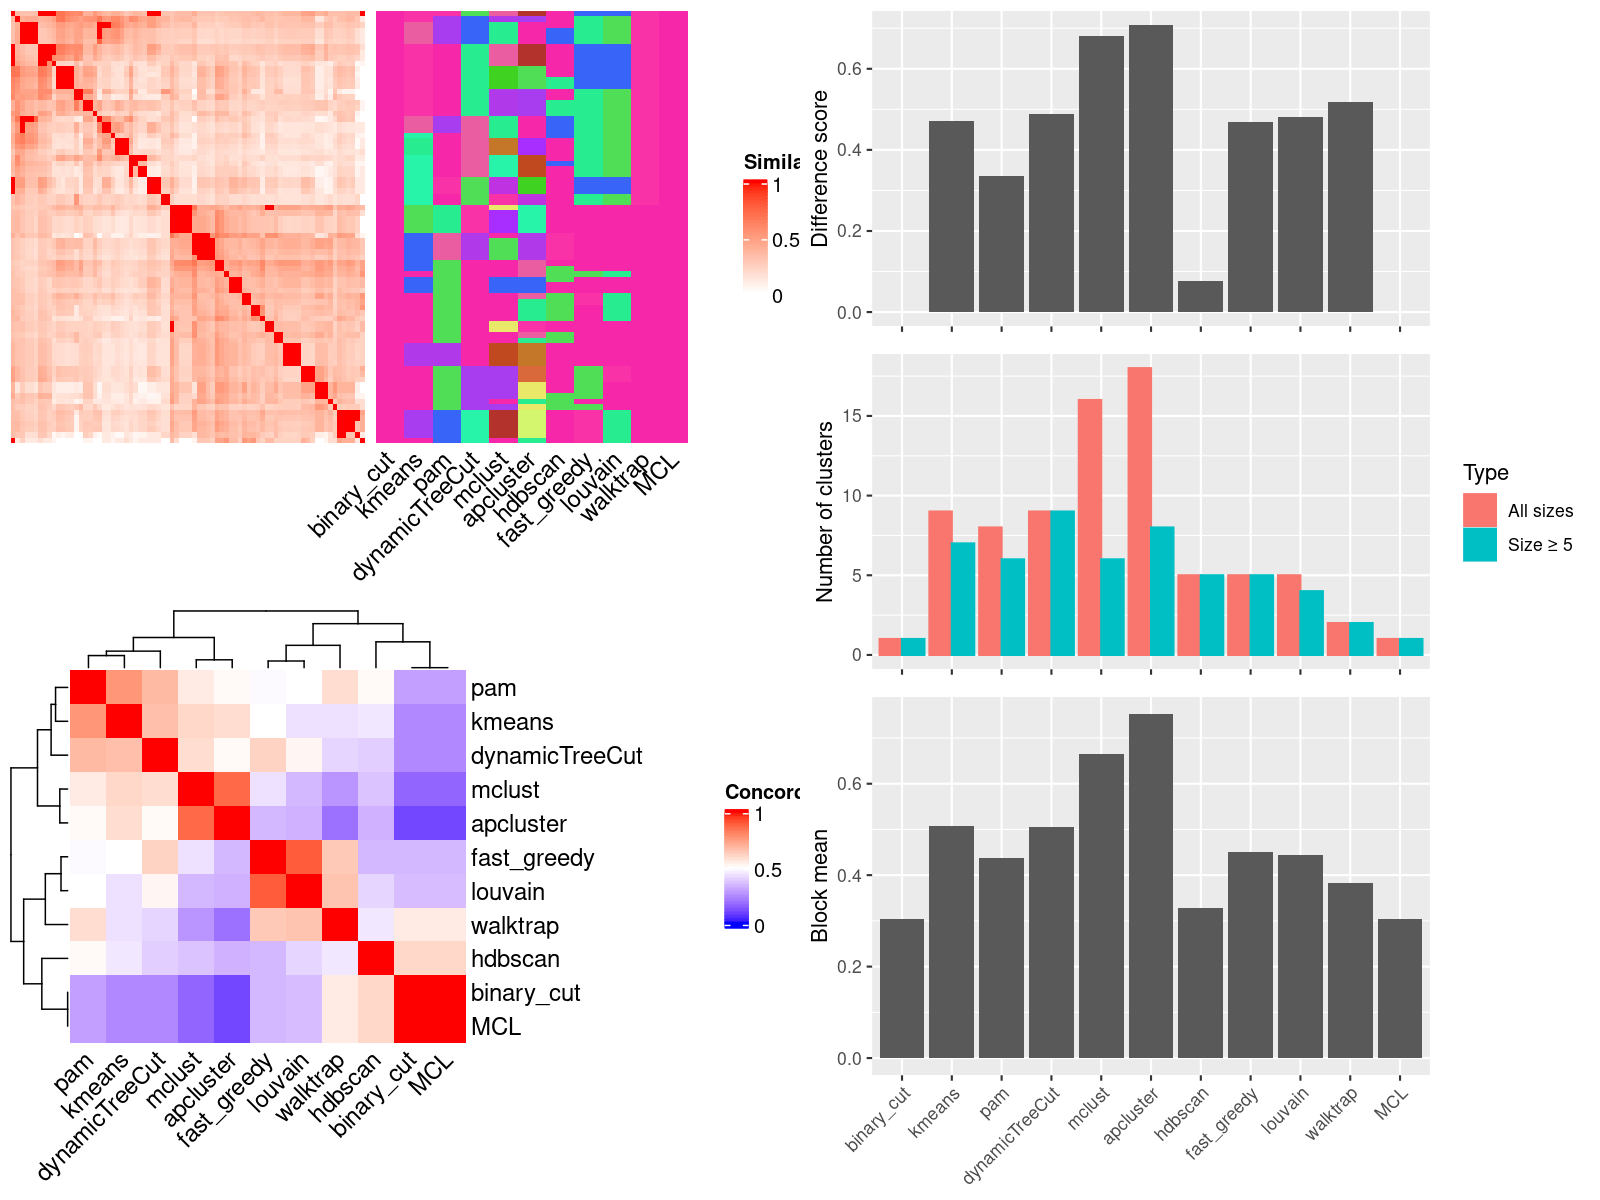 Simila
1
0.5
0
binary_cut
kmeans
pam
dynamicTreeCut
mclust
apcluster
hdbscan
fast_greedy
louvain
walktrap
MCL
pam
kmeans
dynamicTreeCut
mclust
apcluster
fast_greedy
louvain
walktrap
hdbscan
binary_cut
MCL
pam
kmeans
dynamicTreeCut
mclust
apcluster
fast_greedy
louvain
walktrap
hdbscan
binary_cut
MCL
Concord
1
0.5
0
Difference score
0.6
0.4
0.2
0.0
Number of clusters
15
10
5
0
Type
All sizes
Size ≥ 5
Block mean
0.6
0.4
0.2
0.0
binary_cut
kmeans
pam
dynamicTreeCut
mclust
apcluster
hdbscan
fast_greedy
louvain
walktrap
MCL